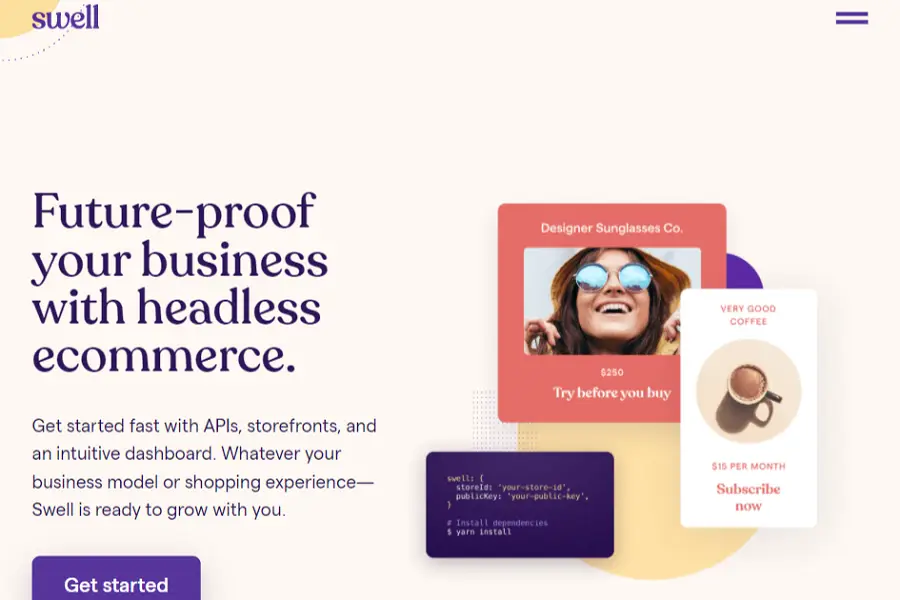 swell
Future-proof
your business
with headless
ecommerce.
Get started fast with APIs, storefronts, and
an intuitive dashboard. Whatever your
business model or shopping experience—
Swell is ready to grow with you.
Get started
Designer Sunglasses Co.
$250
Try before you buy
VERY GOOD
COFFEE
$15 PER MONTH
Subscribe
now
swell: {
storeId: 'your-store-id',
publicKey: 'your-public-key',
}
# Install dependencies
$ yarn install